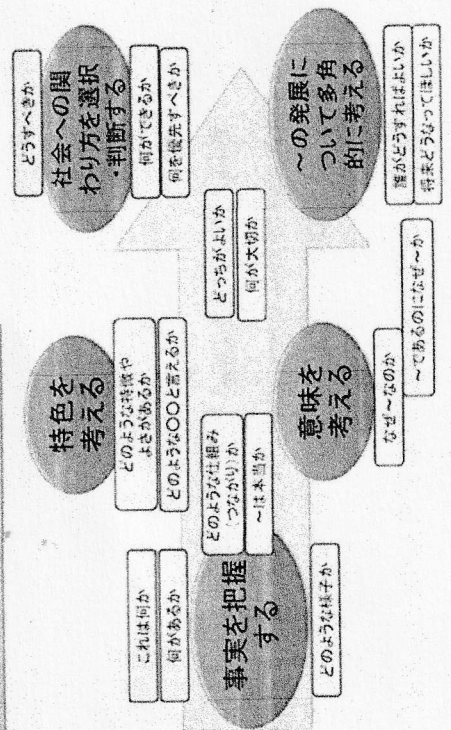 これは何か
何があるか
事実を把握
する
どのような様子か
どのような仕組み
(つながり)か
～は本当か
特色を
考える
どのような特徴や
よさがあるか
どのような〇〇と言えるか
意味を
考える
なぜ～なのか
～であるのになぜ～か
どっちがよいか
何が大切か
どうすべきか
社会への関
わり方を選択
・判断する
何ができるか
何を優先すべきか
～の発展に
ついて多角
的に考える
誰がどうすればよいか
将来どうなってほしいか